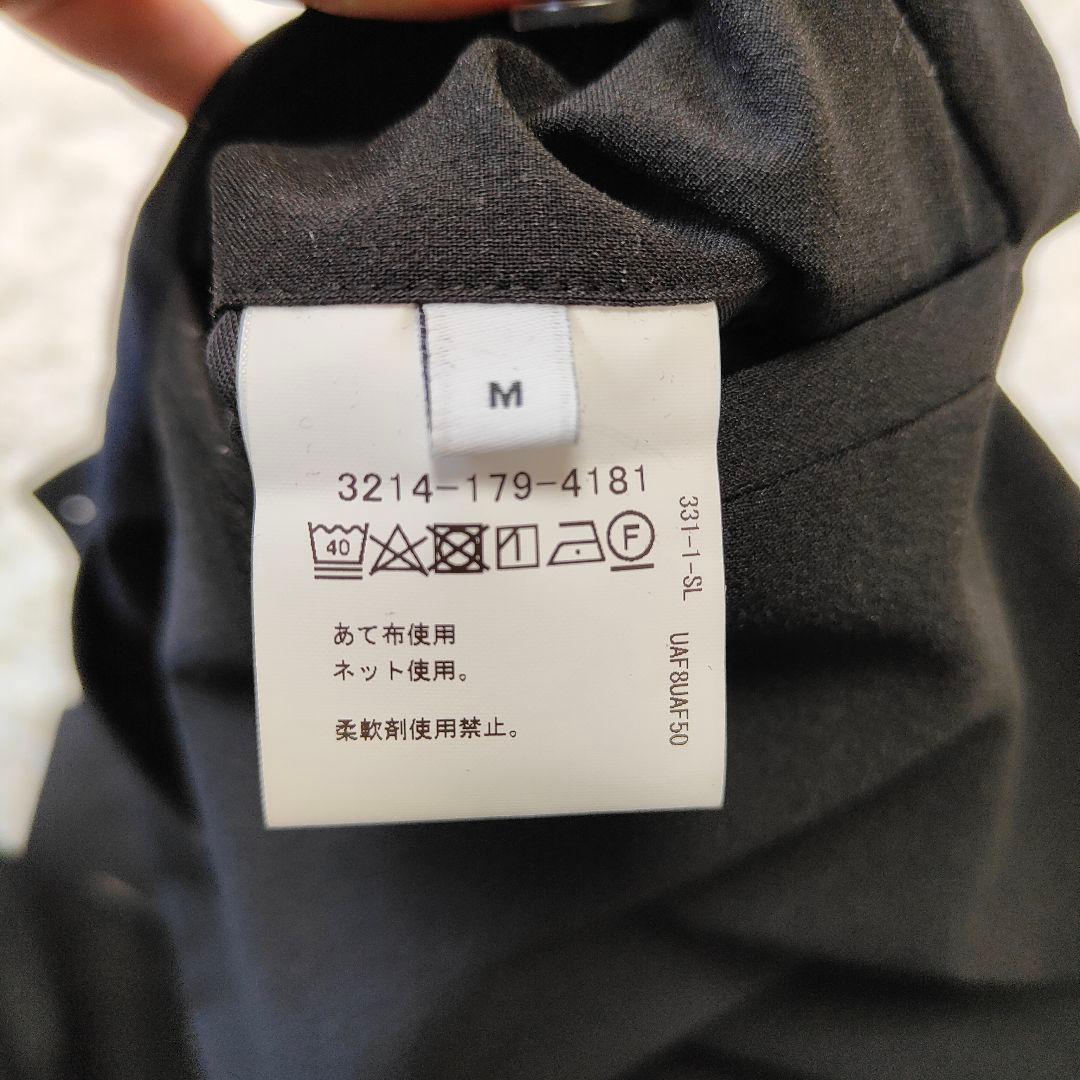 M
3214-179-4181
40
F
あて布使用
ネット使用。
柔軟剤使用禁止。
331-1-SL
UAF8UAF50